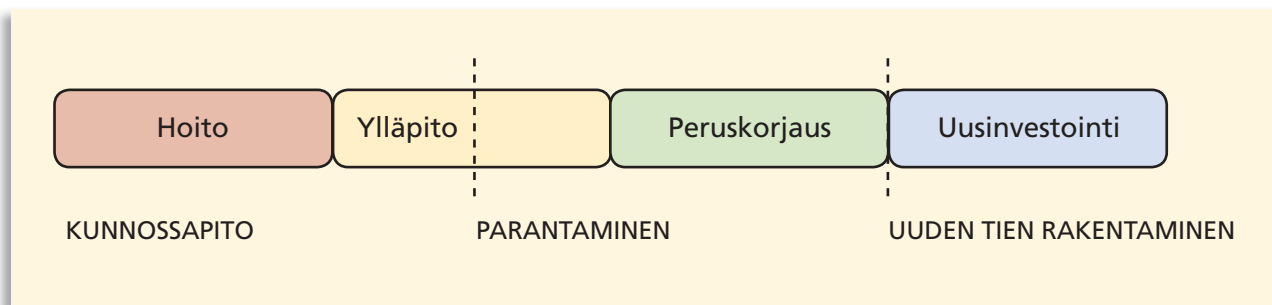 Hoito Ylläpito Peruskorjaus Uusinvestointi
KUNNOSSAPITO PARANTAMINEN UUDEN TIEN RAKENTAMINEN